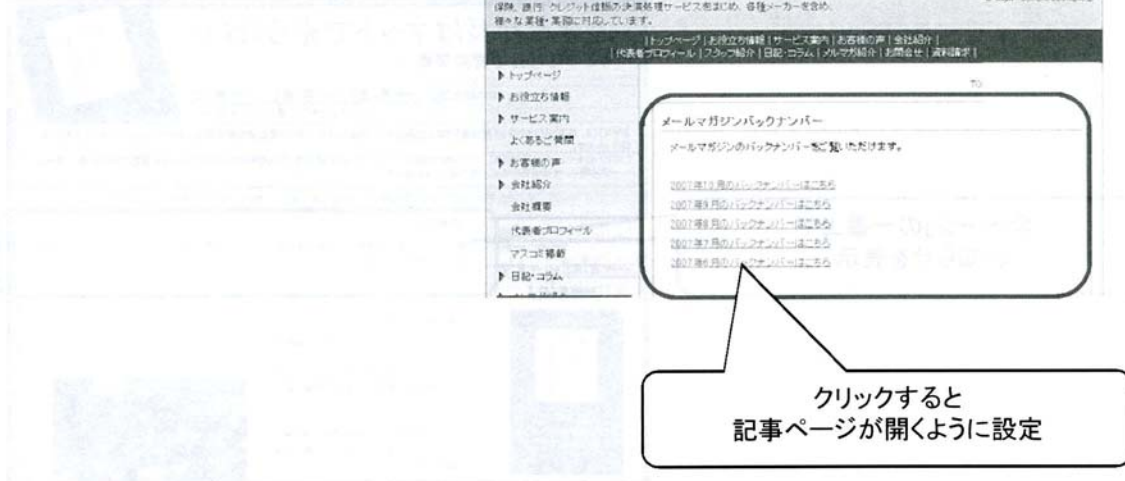 保険、銀行、クレジット信販の決済処理サービスをはじめ、各種メーカーを含め、
様々な業種・業務に対応しています。
|トップページ|お役立ち情報|サービス案内|お客様の声|会社紹介|
|代表者プロフィール|スタッフ紹介|日記・コラム|メルマガ紹介|お問合せ|資料請求|
▶ トップページ
▶ お役立ち情報
▶ サービス案内
よくあるご質問
▶ お客様の声
▶ 会社紹介
会社概要
代表者プロフィール
マスコミ掲載
▶ 日記・コラム
TO
メールマガジンバックナンバー
メールマガジンのバックナンバーをご覧いただけます。
2007年10月のバックナンバーはこちら
2007年9月のバックナンバーはこちら
2007年8月のバックナンバーはこちら
2007年7月のバックナンバーはこちら
2007年6月のバックナンバーはこちら
クリックすると
記事ページが開くように設定